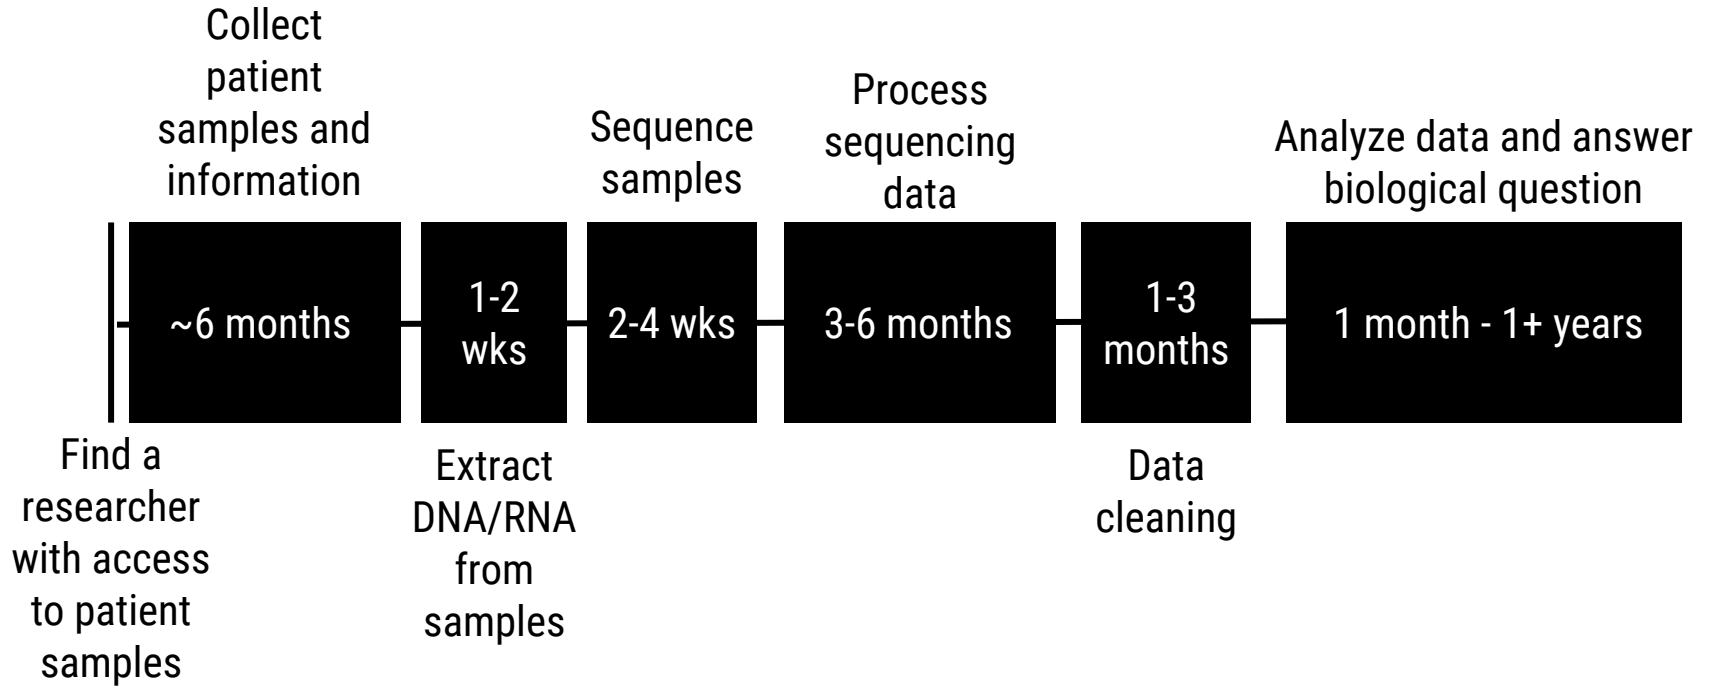 Collect
patient
samples and
information
~6 months
Find a
researcher
with access
to patient
samples
1-2
wks
Extract
DNA/RNA
from
samples
Sequence
samples
2-4 wks
Process
sequencing
data
3-6 months
1-3
months
Data
cleaning
Analyze data and answer
biological question
1 month - 1+ years